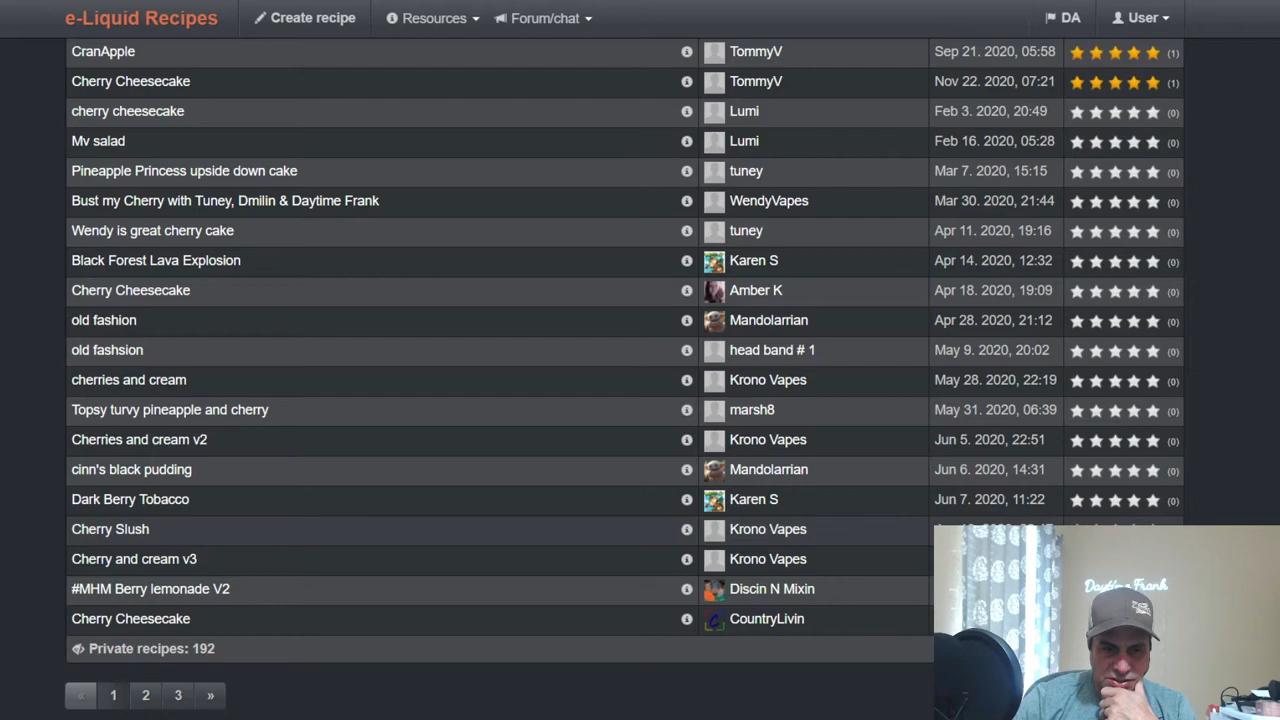 e-Liquid Recipes Create recipe Resources Forum/chat DA User
CranApple TommyV Sep 21. 2020, 05:58 (1)
Cherry Cheesecake TommyV Nov 22. 2020, 07:21 (1)
cherry cheesecake Lumi Feb 3. 2020, 20:49 (0)
Mv salad Lumi Feb 16. 2020, 05:28 (0)
Pineapple Princess upside down cake tuney Mar 7. 2020, 15:15 (0)
Bust my Cherry with Tuney, Dmilin & Daytime Frank WendyVapes Mar 30. 2020, 21:44 (0)
Wendy is great cherry cake tuney Apr 11. 2020, 19:16 (0)
Black Forest Lava Explosion Karen S Apr 14. 2020, 12:32 (0)
Cherry Cheesecake Amber K Apr 18. 2020, 19:09 (0)
old fashion Mandolarrian Apr 28. 2020, 21:12 (0)
old fashsion head band # 1 May 9. 2020, 20:02 (0)
cherries and cream Krono Vapes May 28. 2020, 22:19 (0)
Topsy turvy pineapple and cherry marsh8 May 31. 2020, 06:39 (0)
Cherries and cream v2 Krono Vapes Jun 5. 2020, 22:51 (0)
cinn's black pudding Mandolarrian Jun 6. 2020, 14:31 (0)
Dark Berry Tobacco Karen S Jun 7. 2020, 11:22 (0)
Cherry Slush Krono Vapes
Cherry and cream v3 Krono Vapes
#MHM Berry lemonade V2 Discin N Mixin
Daytime Frank
Cherry Cheesecake CountryLivin
Private recipes: 192
« 1 2 3 »